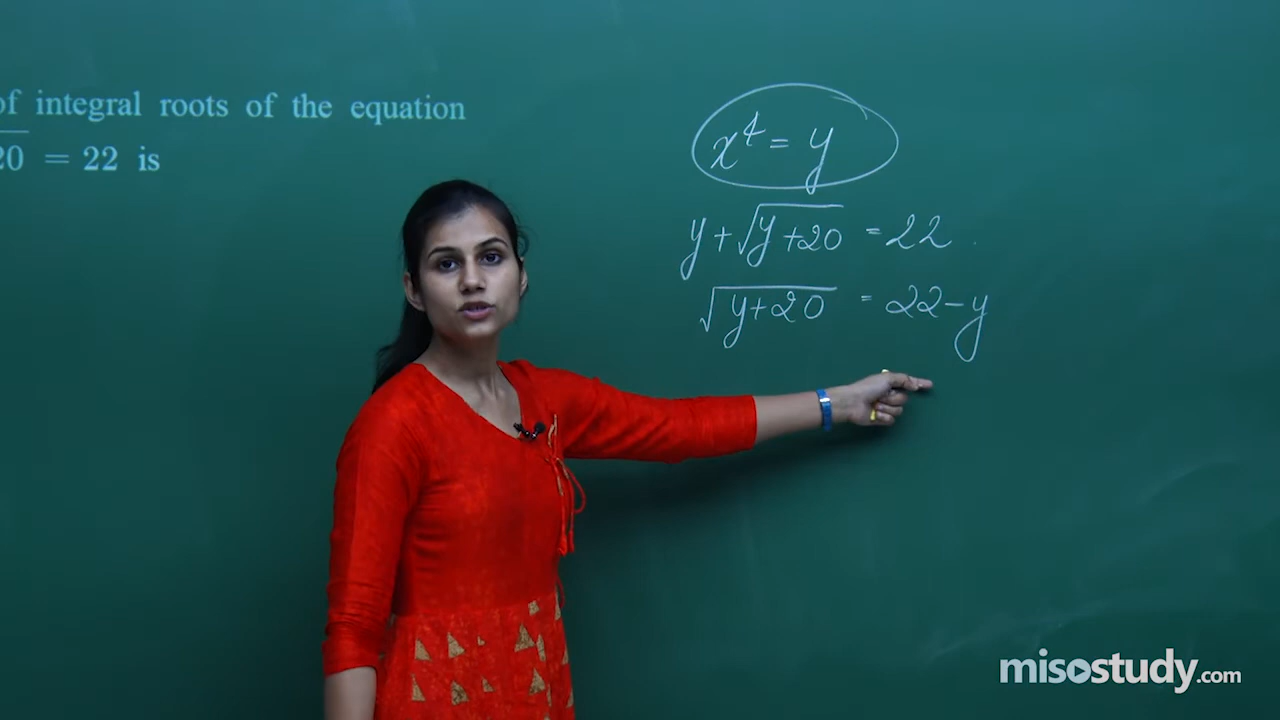 of integral roots of the equation
20 = 22 is
x⁴ = y
y + √(y + 20) = 22
√(y + 20) = 22 − y
misostudy.com